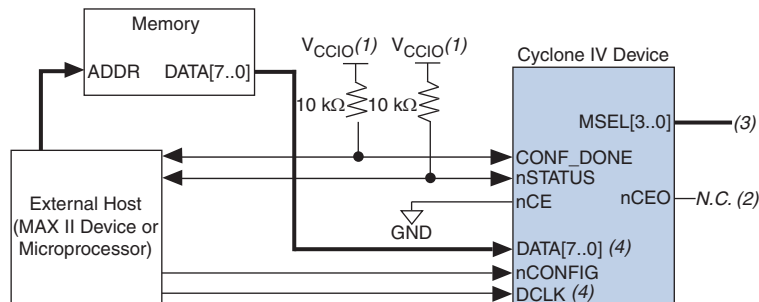 Memory
ADDR DATA[7..0]
VCCIO(1) VCCIO(1)
10 kΩ 10 kΩ
Cyclone IV Device
MSEL[3..0] (3)
CONF_DONE
nSTATUS
nCE
nCEO N.C. (2)
GND
External Host
(MAX II Device or
Microprocessor)
DATA[7..0] (4)
nCONFIG
DCLK (4)